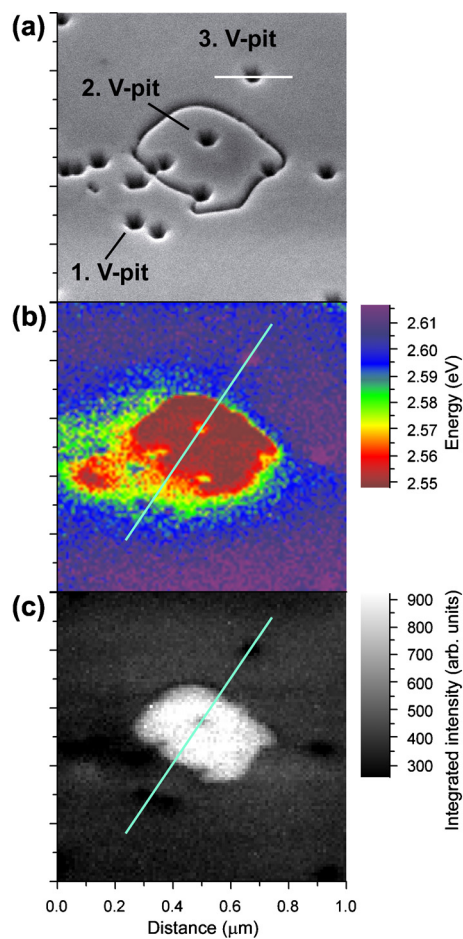 (a)
3. V-pit
2. V-pit
1. V-pit
(b)
2.61
2.60
2.59
2.58
2.57
2.56
2.55
Energy (eV)
(c)
900
800
700
600
500
400
300
Integrated intensity (arb. units)
0.0 0.2 0.4 0.6 0.8 1.0
Distance (μm)